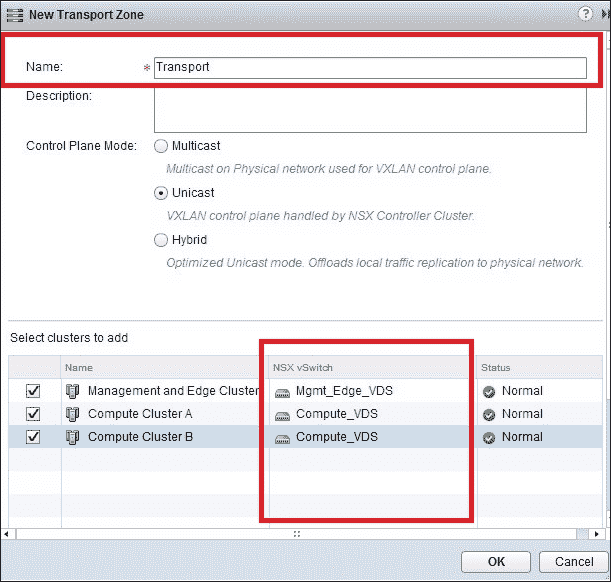 New Transport Zone
Name: * Transport
Description:
Control Plane Mode: Multicast
Multicast on Physical network used for VXLAN control plane.
Unicast
VXLAN control plane handled by NSX Controller Cluster.
Hybrid
Optimized Unicast mode. Offloads local traffic replication to physical network.
Select clusters to add
Name NSX vSwitch Status
Management and Edge Cluster Mgmt_Edge_VDS Normal
Compute Cluster A Compute_VDS Normal
Compute Cluster B Compute_VDS Normal
OK Cancel